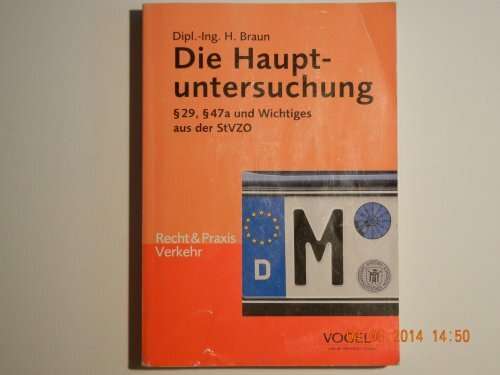 Dipl.-Ing. H. Braun
Die Haupt-
untersuchung
§ 29, § 47a und Wichtiges
aus der StVZO
D M
Recht & Praxis
Verkehr
VOGEL
2014 14:50